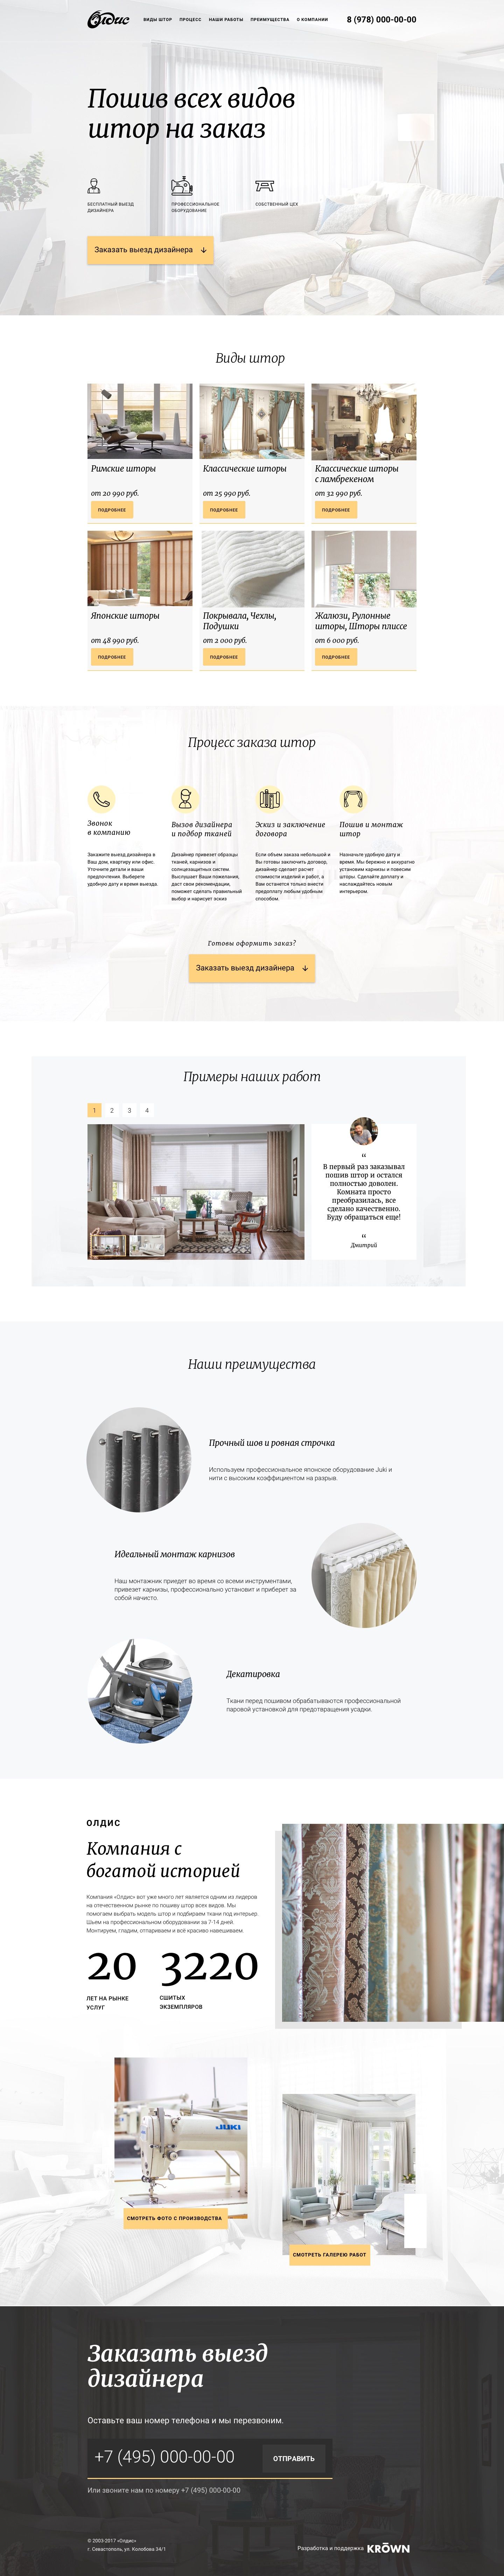 Олдис
ВИДЫ ШТОР ПРОЦЕСС НАШИ РАБОТЫ ПРЕИМУЩЕСТВА О КОМПАНИИ
8 (978) 000-00-00
Пошив всех видов
штор на заказ
БЕСПЛАТНЫЙ ВЫЕЗД
ДИЗАЙНЕРА
ПРОФЕССИОНАЛЬНОЕ
ОБОРУДОВАНИЕ
СОБСТВЕННЫЙ ЦЕХ
Заказать выезд дизайнера
Виды штор
Римские шторы
от 20 990 руб.
ПОДРОБНЕЕ
Классические шторы
от 25 990 руб.
ПОДРОБНЕЕ
Классические шторы
с ламбрекеном
от 32 990 руб.
ПОДРОБНЕЕ
Японские шторы
от 48 990 руб.
ПОДРОБНЕЕ
Покрывала, Чехлы,
Подушки
от 2 000 руб.
ПОДРОБНЕЕ
Жалюзи, Рулонные
шторы, Шторы плиссе
от 6 000 руб.
ПОДРОБНЕЕ
Процесс заказа штор
Звонок
в компанию
Закажите выезд дизайнера в
Ваш дом, квартиру или офис.
Уточните детали и ваши
предпочтения. Выберете
удобную дату и время выезда.
Вызов дизайнера
и подбор тканей
Дизайнер привезет образцы
тканей, карнизов и
солнцезащитных систем.
Выслушает Ваши пожелания,
даст свои рекомендации,
поможет сделать правильный
выбор и нарисует эскиз
Эскиз и заключение
договора
Если объем заказа небольшой и
Вы готовы заключить договор,
дизайнер сделает расчет
стоимости изделий и работ, а
Вам останется только внести
предоплату любым удобным
способом.
Пошив и монтаж
штор
Назначьте удобную дату и
время. Мы бережно и аккуратно
установим карнизы и повесим
шторы. Сделайте доплату и
наслаждайтесь новым
интерьером.
Готовы оформить заказ?
Заказать выезд дизайнера
Примеры наших работ
1 2 3 4
“
В первый раз заказывал
пошив штор и остался
полностью доволен.
Комната просто
преобразилась, все
сделано качественно.
Буду обращаться еще!
“
Дмитрий
Наши преимущества
Прочный шов и ровная строчка
Используем профессиональное японское оборудование Juki и
нити с высоким коэффициентом на разрыв.
Идеальный монтаж карнизов
Наш монтажник приедет во время со всеми инструментами,
привезет карнизы, профессионально установит и приберет за
собой начисто.
Декатировка
Ткани перед пошивом обрабатываются профессиональной
паровой установкой для предотвращения усадки.
ОЛДИС
Компания с
богатой историей
Компания «Олдис» вот уже много лет является одним из лидеров
на отечественном рынке по пошиву штор всех видов. Мы
помогаем выбрать модель штор и подбираем ткани под интерьер.
Шьем на профессиональном оборудовании за 7-14 дней.
Монтируем, гладим, отпариваем и всё красиво навешиваем.
20
ЛЕТ НА РЫНКЕ
УСЛУГ
3220
СШИТЫХ
ЭКЗЕМПЛЯРОВ
JUKI
СМОТРЕТЬ ФОТО С ПРОИЗВОДСТВА
СМОТРЕТЬ ГАЛЕРЕЮ РАБОТ
Заказать выезд
дизайнера
Оставьте ваш номер телефона и мы перезвоним.
+7 (495) 000-00-00
ОТПРАВИТЬ
Или звоните нам по номеру +7 (495) 000-00-00
© 2003-2017 «Олдис»
г. Севастополь, ул. Колобова 34/1
Разработка и поддержка KRŌWN